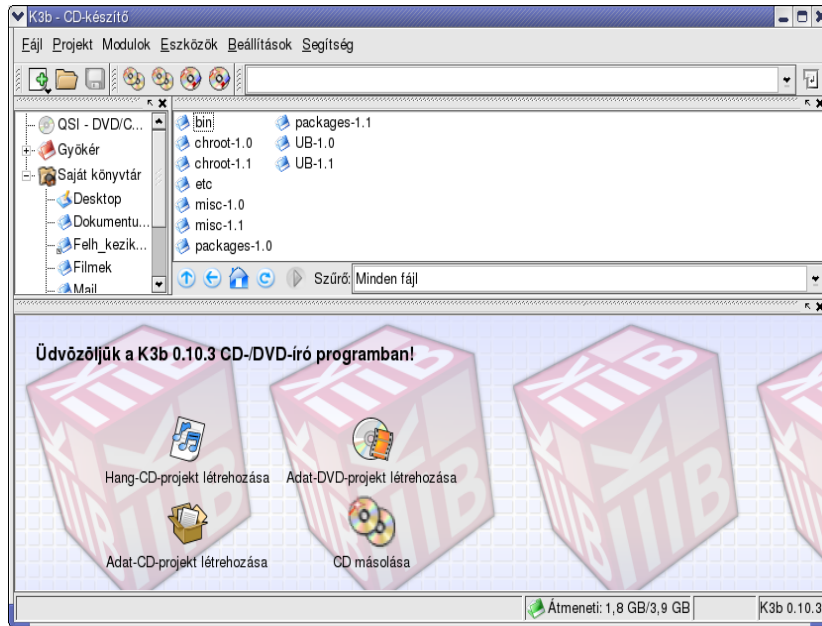 K3b - CD-készítő
Fájl Projekt Modulok Eszközök Beállítások Segítség
QSI - DVD/C...
Gyökér
Saját könyvtár
Desktop
Dokumentu...
Felh_kezik...
Filmek
Mail
bin
chroot-1.0
chroot-1.1
etc
misc-1.0
misc-1.1
packages-1.0
packages-1.1
UB-1.0
UB-1.1
Szűrő: Minden fájl
Üdvözöljük a K3b 0.10.3 CD-/DVD-író programban!
Hang-CD-projekt létrehozása Adat-DVD-projekt létrehozása
Adat-CD-projekt létrehozása CD másolása
Átmeneti: 1,8 GB/3,9 GB K3b 0.10.3